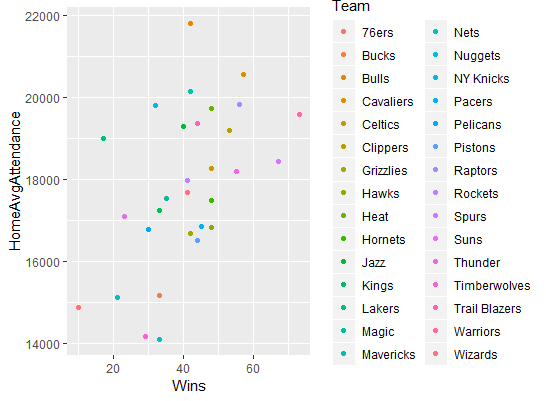 Team
22000
20000
18000
16000
14000
HomeAvgAttendance
20
40
60
Wins
76ers
Bucks
Bulls
Cavaliers
Celtics
Clippers
Grizzlies
Hawks
Heat
Hornets
Jazz
Kings
Lakers
Magic
Mavericks
Nets
Nuggets
NY Knicks
Pacers
Pelicans
Pistons
Raptors
Rockets
Spurs
Suns
Thunder
Timberwolves
Trail Blazers
Warriors
Wizards